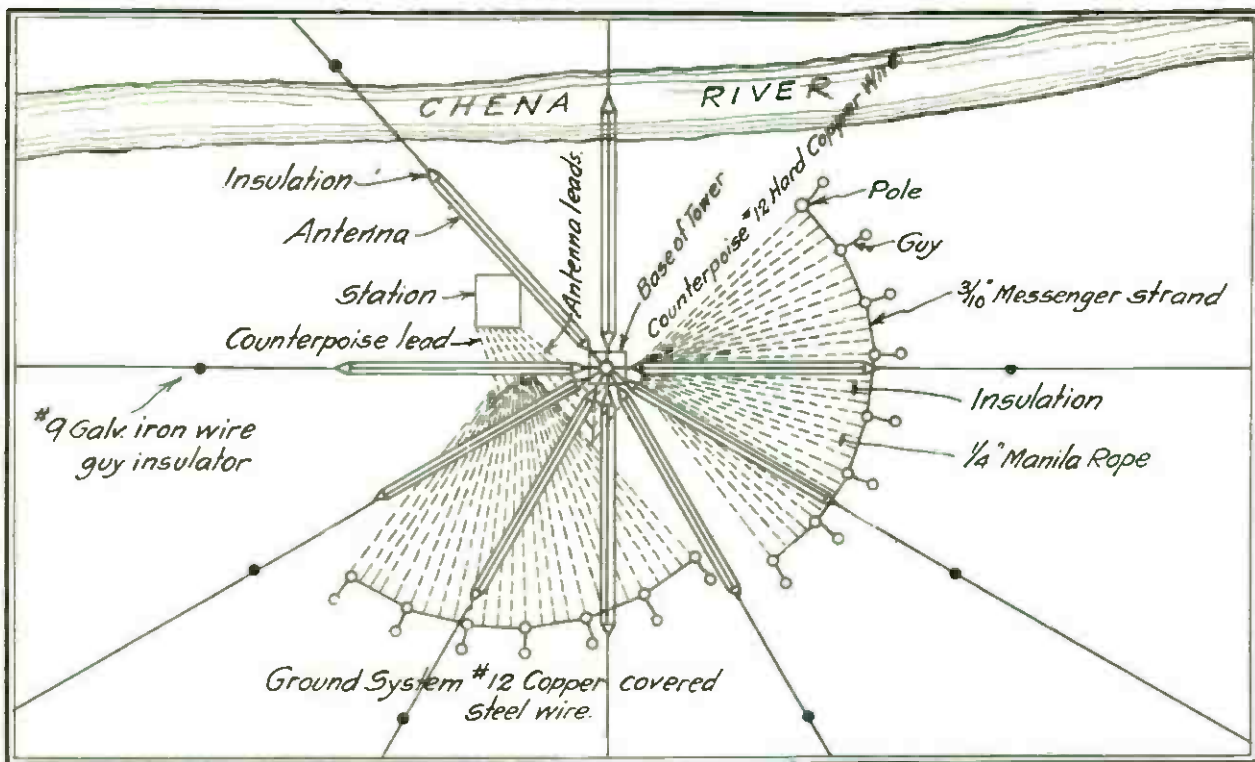 CHENA RIVER
Insulation
Antenna
Station
Counterpoise lead
#9 Galv. iron wire
guy insulator
Antenna leads.
Base of Tower
Counterpoise #12 Hard Copper Wire
Pole
Guy
3/10" Messenger strand
Insulation
1/4" Manila Rope
Ground System #12 Copper covered
steel wire.